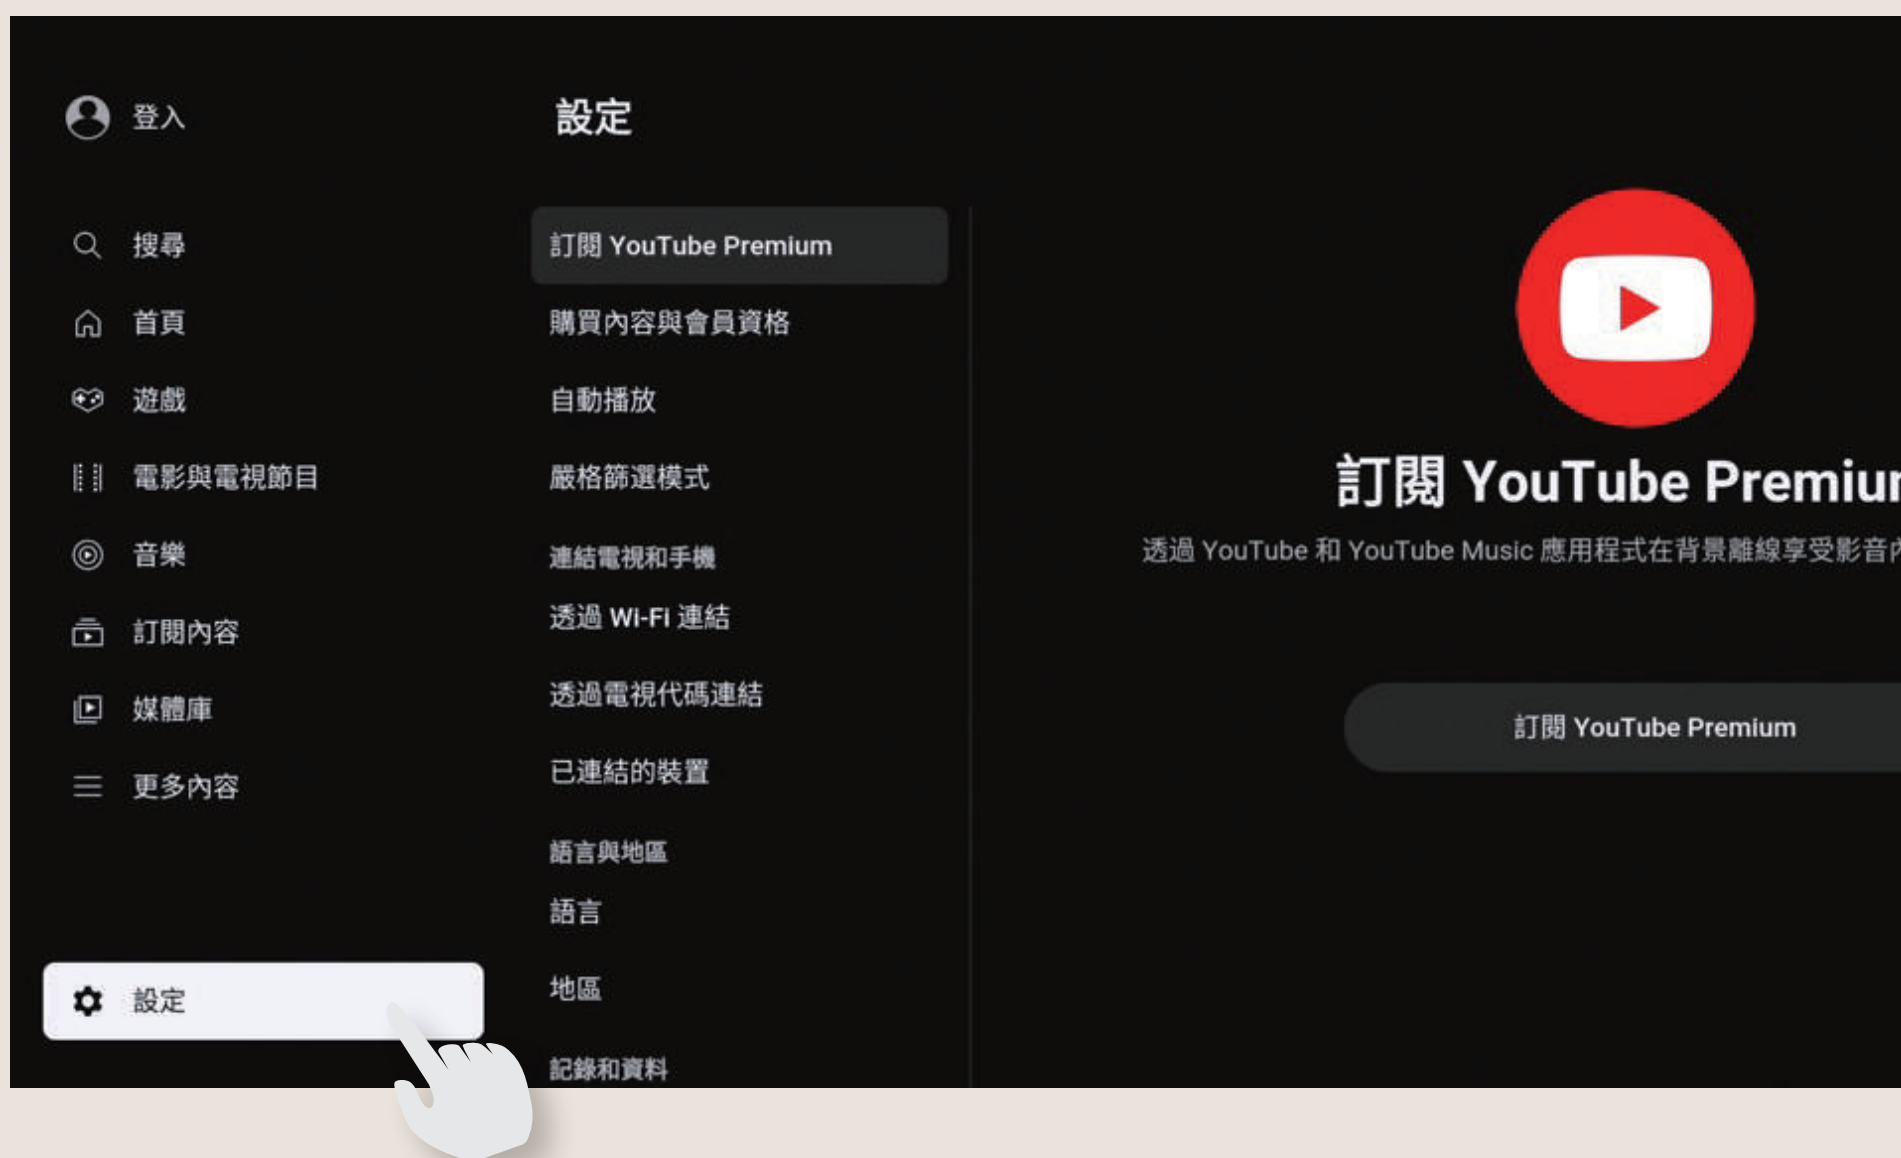 登入
搜尋
首頁
遊戲
電影與電視節目
音樂
訂閱內容
媒體庫
更多內容
設定
設定
訂閱 YouTube Premium
購買內容與會員資格
自動播放
嚴格篩選模式
連結電視和手機
透過 Wi-Fi 連結
透過電視代碼連結
已連結的裝置
語言與地區
語言
地區
記錄和資料
訂閱 YouTube Premiu
透過 YouTube 和 YouTube Music 應用程式在背景離線享受影音
訂閱 YouTube Premium